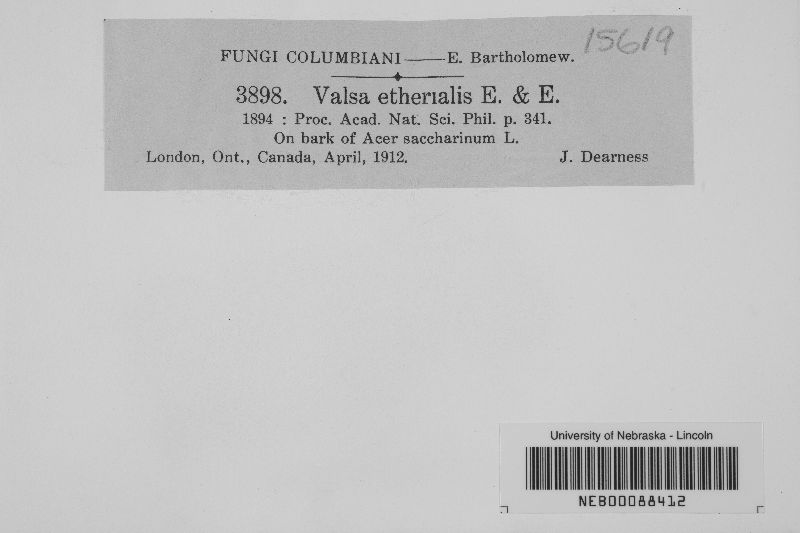 15619
FUNGI COLUMBIANI——E. Bartholomew.
3898. Valsa etherialis E. & E.
1894 : Proc. Acad. Nat. Sci. Phil. p. 341.
On bark of Acer saccharinum L.
London, Ont., Canada, April, 1912. J. Dearness
University of Nebraska - Lincoln
NEB00088412